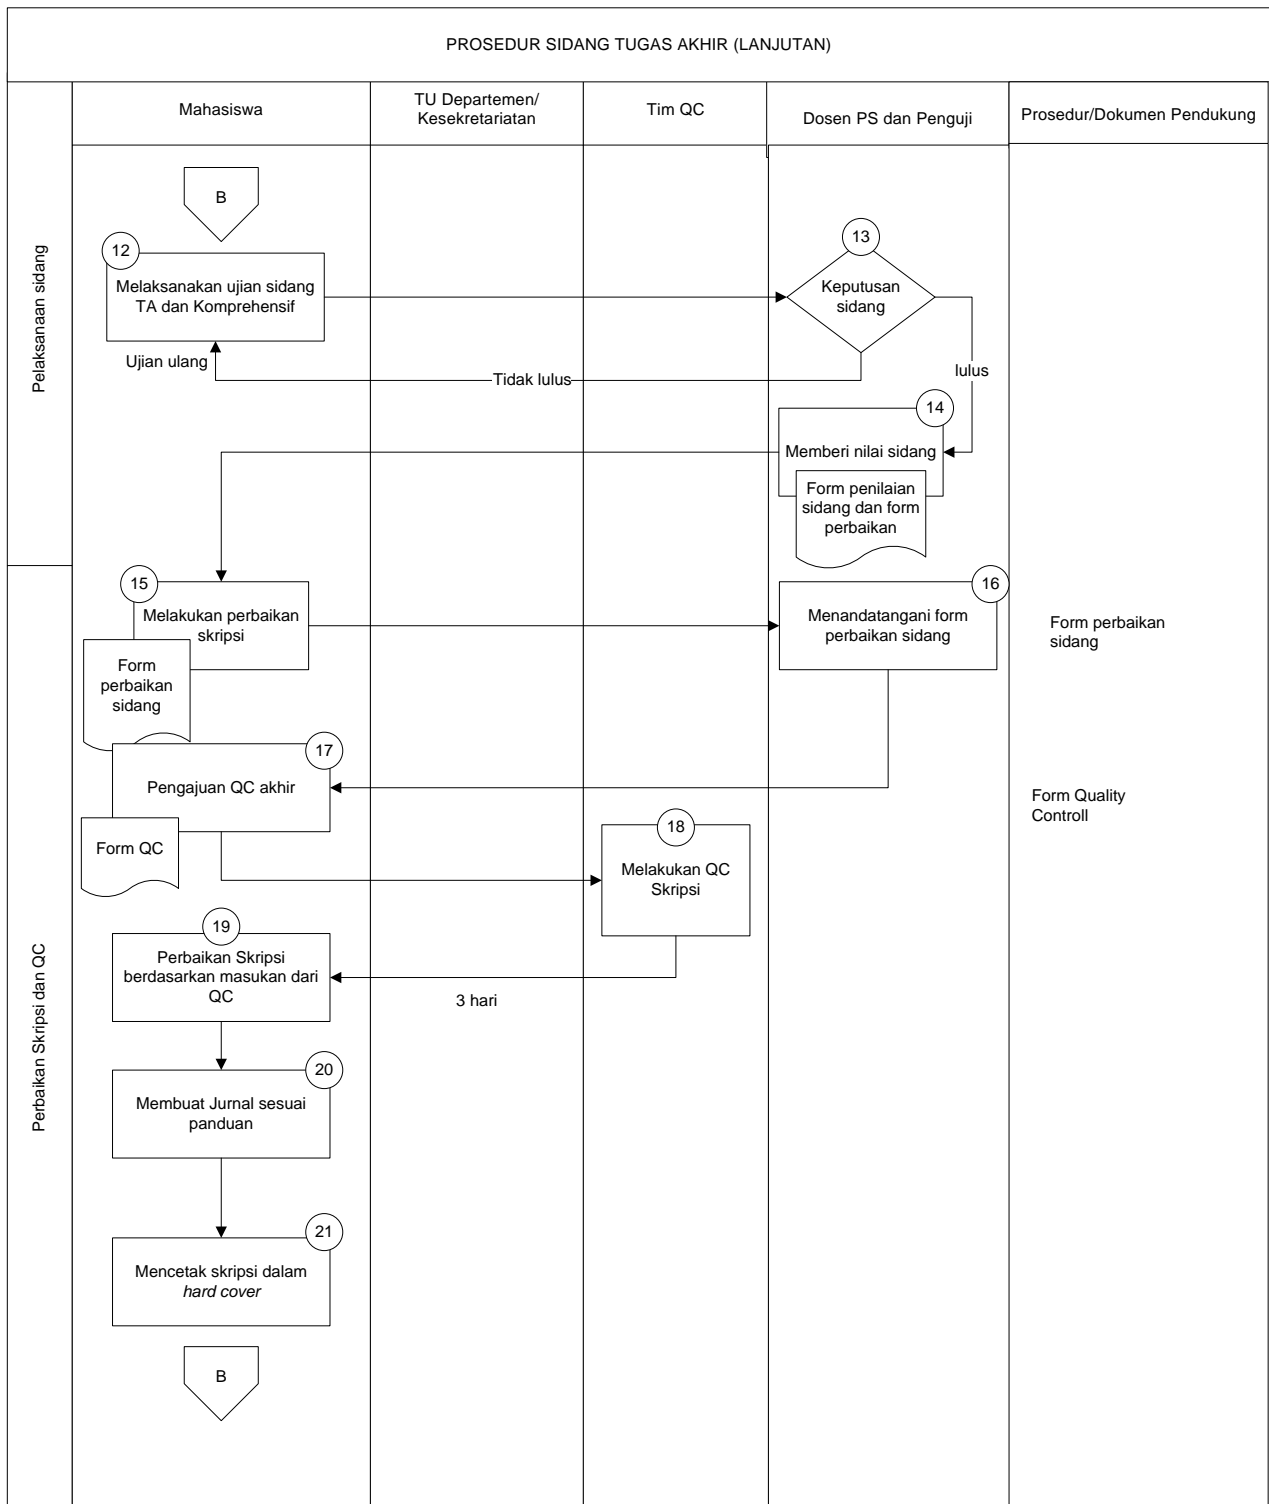 PROSEDUR SIDANG TUGAS AKHIR (LANJUTAN)
Mahasiswa
TU Departemen/
Kesekretariatan
Tim QC
Dosen PS dan Penguji
Prosedur/Dokumen Pendukung
Pelaksanaan sidang
B
12
Melaksanakan ujian sidang
TA dan Komprehensif
13
Keputusan
sidang
Ujian ulang
Tidak lulus
lulus
14
Memberi nilai sidang
Form penilaian
sidang dan form
perbaikan
Perbaikan Skripsi dan QC
15
Melakukan perbaikan
skripsi
Form
perbaikan
sidang
16
Menandatangani form
perbaikan sidang
Form perbaikan
sidang
17
Pengajuan QC akhir
Form QC
Form Quality
Controll
18
Melakukan QC
Skripsi
19
Perbaikan Skripsi
berdasarkan masukan dari
QC
3 hari
20
Membuat Jurnal sesuai
panduan
21
Mencetak skripsi dalam
hard cover
B